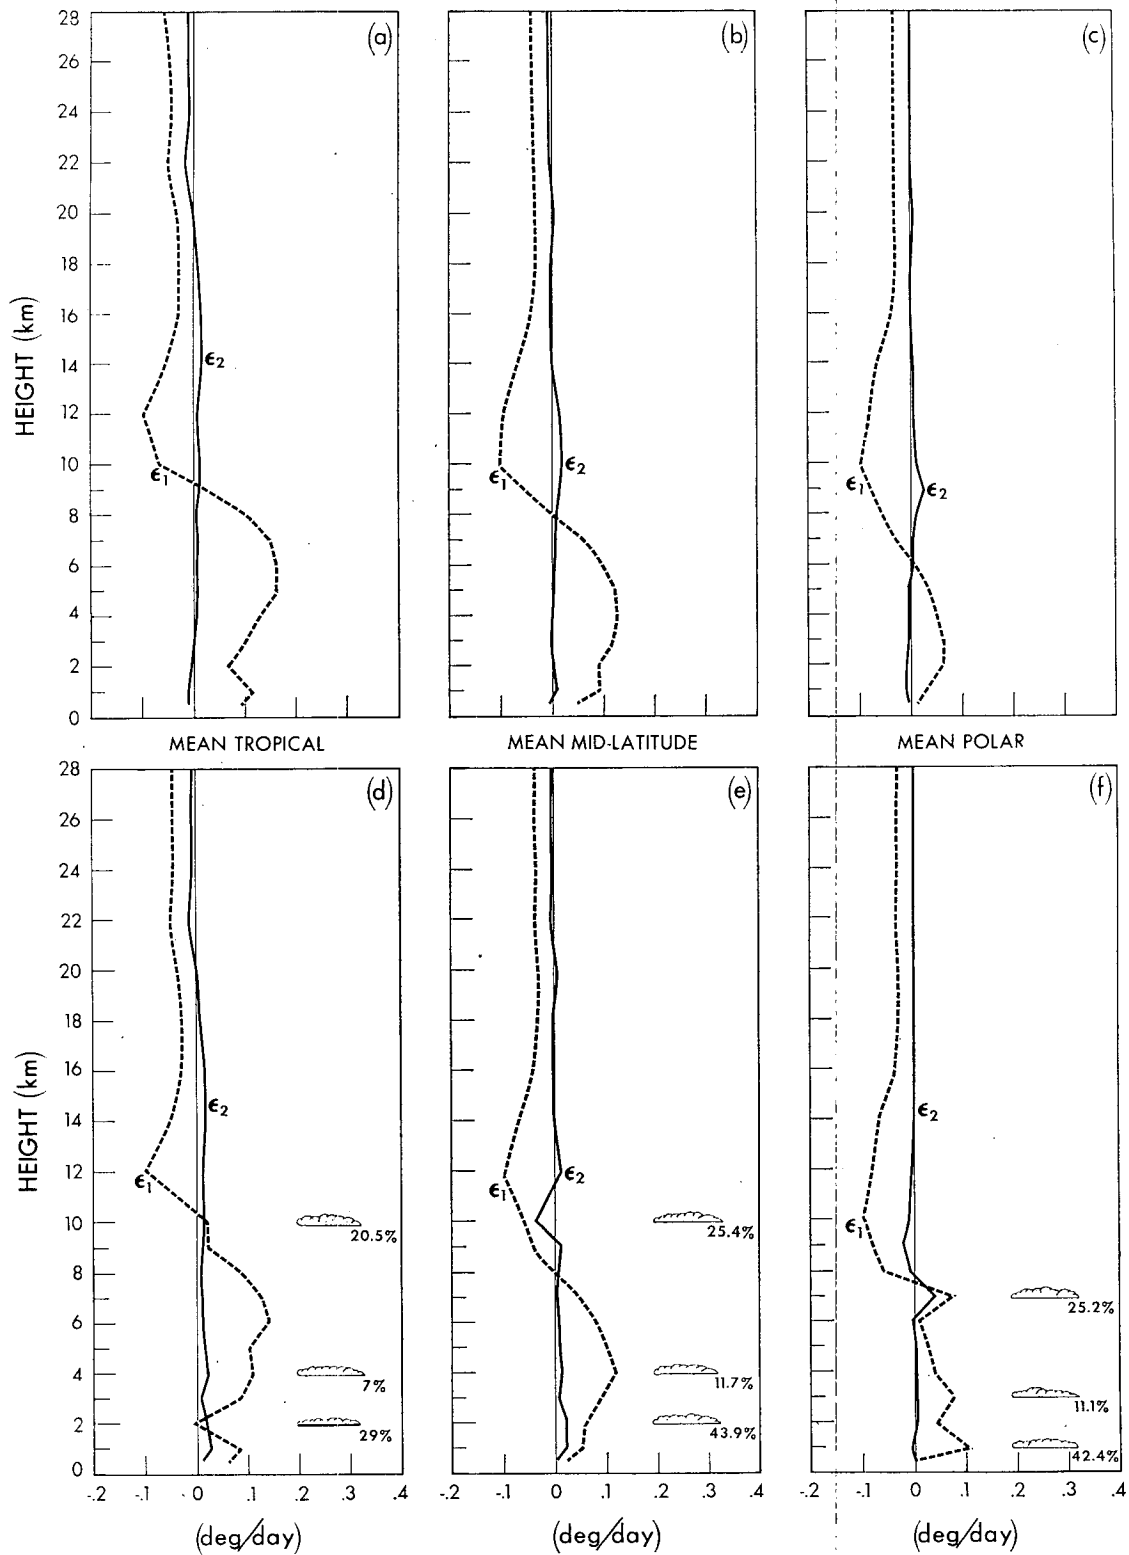 (a) (b) (c)
28
26
24
22
20
18
16
14
12
10
8
6
4
2
0
HEIGHT (km)
ϵ2
ϵ1
ϵ1
ϵ2
ϵ1
ϵ2
MEAN TROPICAL MEAN MID-LATITUDE MEAN POLAR
(d) (e) (f)
28
26
24
22
20
18
16
14
12
10
8
6
4
2
0
HEIGHT (km)
ϵ2
ϵ1
20.5%
7%
29%
ϵ2
ϵ1
25.4%
11.7%
43.9%
ϵ2
ϵ1
25.2%
11.1%
42.4%
-.2 -.1 0 .1 .2 .3 .4
-.2 -.1 0 .1 .2 .3 .4
-.2 -.1 0 .1 .2 .3 .4
(deg/day) (deg/day) (deg/day)